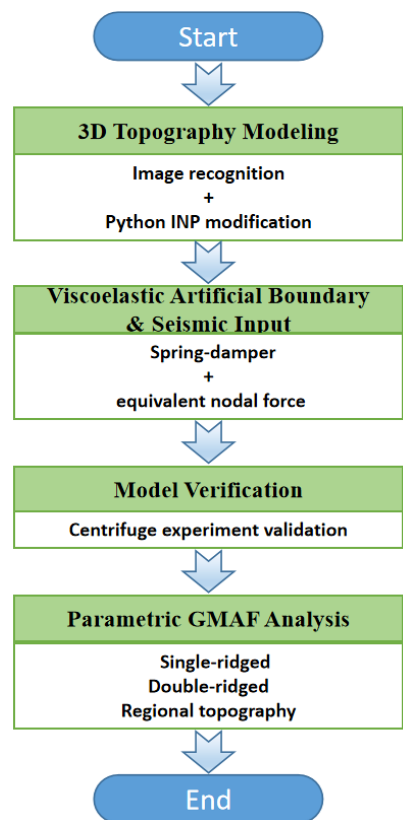 Start
3D Topography Modeling
Image recognition
+
Python INP modification
Viscoelastic Artificial Boundary
& Seismic Input
Spring-damper
+
equivalent nodal force
Model Verification
Centrifuge experiment validation
Parametric GMAF Analysis
Single-ridged
Double-ridged
Regional topography
End